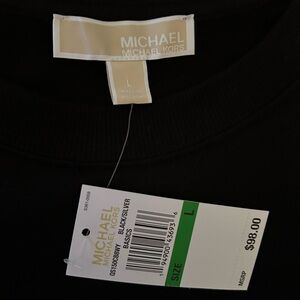 MICHAEL
MICHAEL KORS
L
MICHAEL
MICHAEL KORS
BLACK/SILVER
BASICS
SIZE
L
$98.00
MSRP